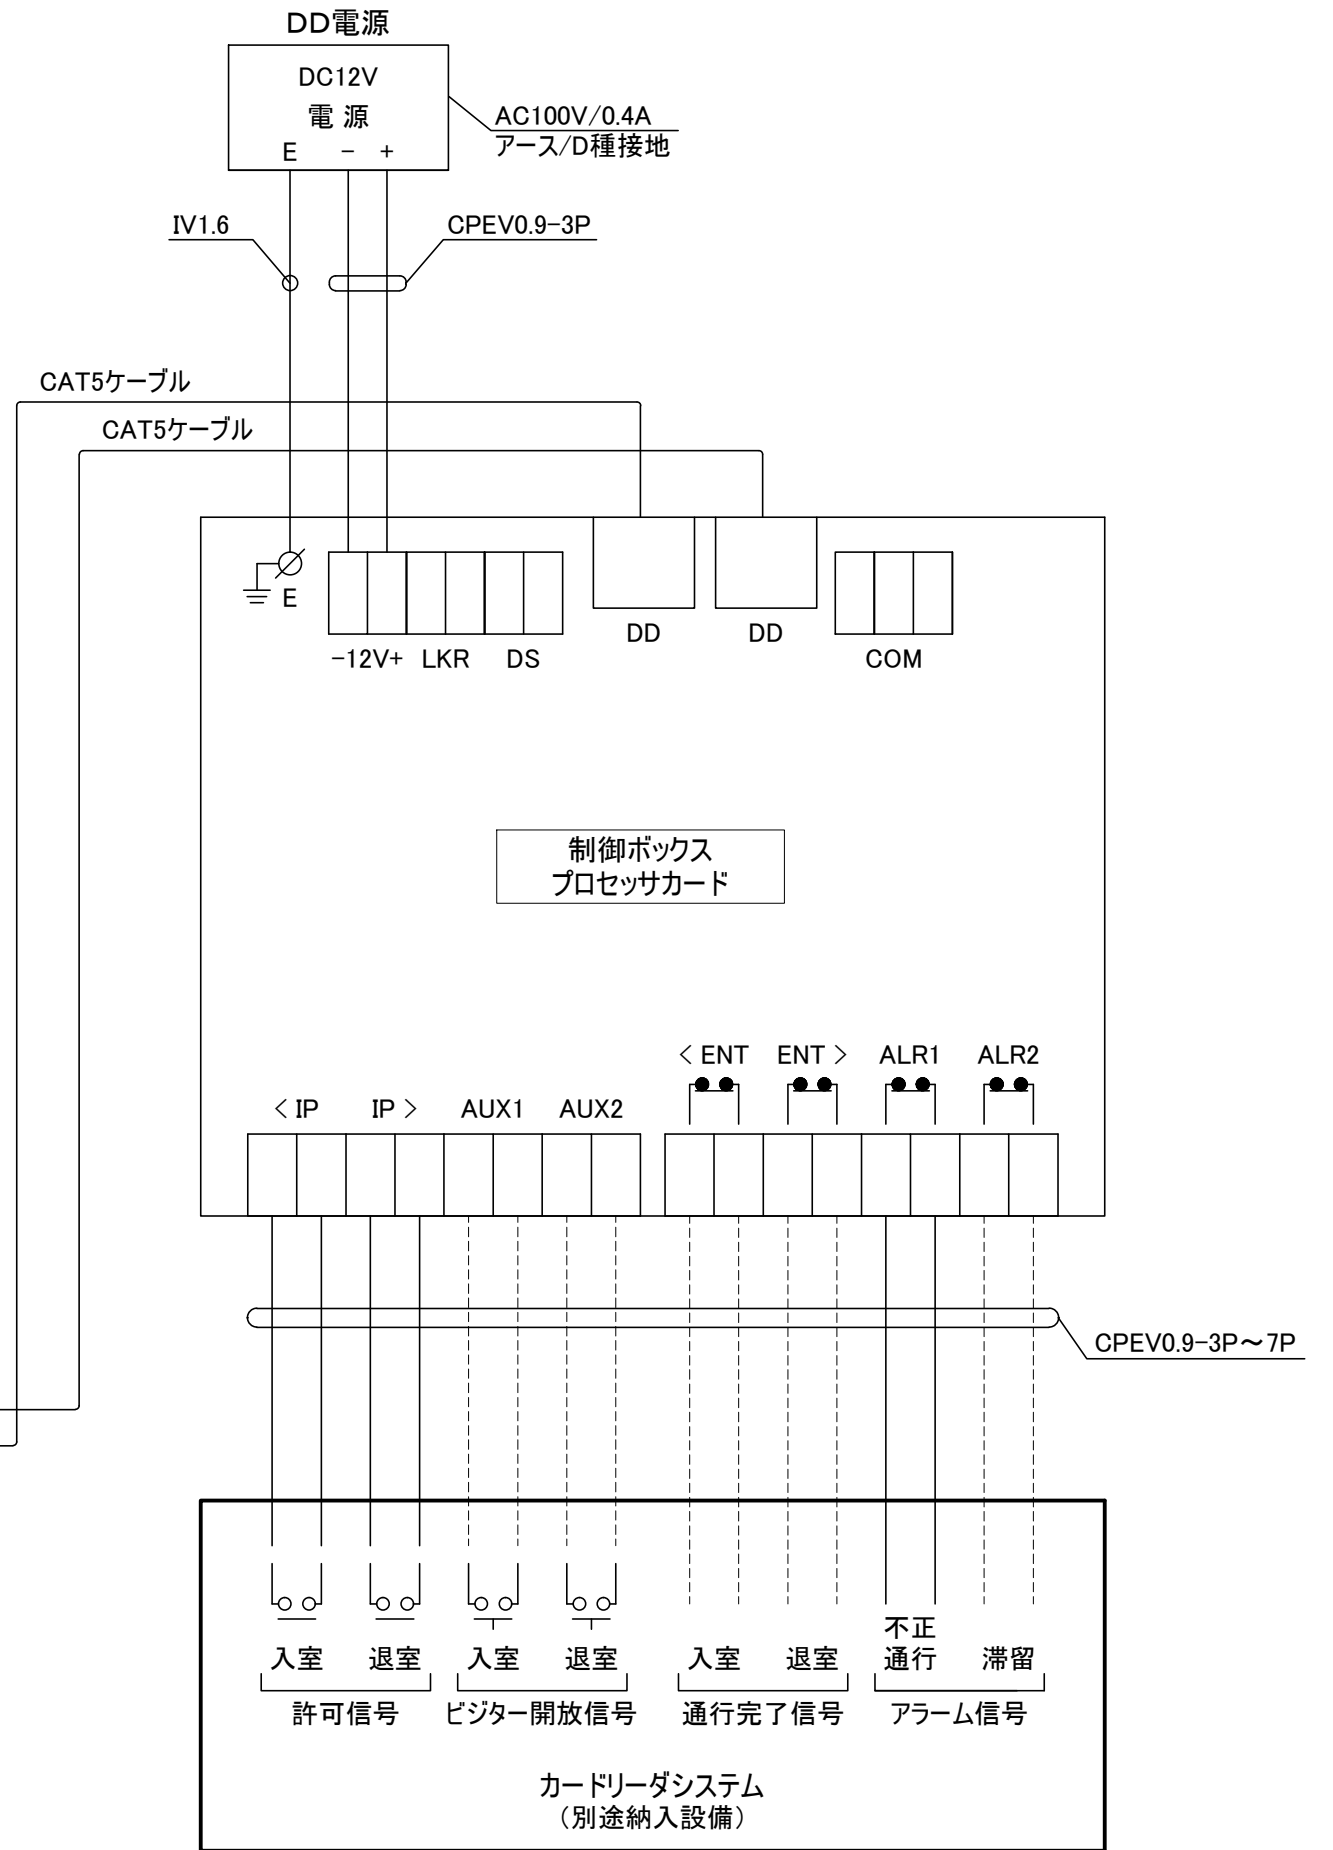 DD電源
DC12V
電 源
E － ＋
AC100V/0.4A
アース/D種接地
IV1.6
CPEV0.9-3P
CAT5ケーブル
CAT5ケーブル
E
-12V+ LKR DS
DD
DD
COM
制御ボックス
プロセッサカード
< ENT ENT > ALR1 ALR2
< IP IP > AUX1 AUX2
CPEV0.9-3P～7P
入室 退室 入室 退室 入室 退室 不正通行 滞留
許可信号 ビジター開放信号 通行完了信号 アラーム信号
カードリーダシステム
（別途納入設備）